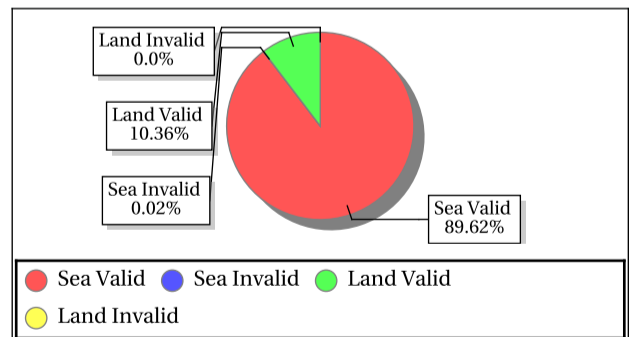 Land Invalid
0.0%
Land Valid
10.36%
Sea Invalid
0.02%
Sea Valid
89.62%
Sea Valid
Sea Invalid
Land Valid
Land Invalid